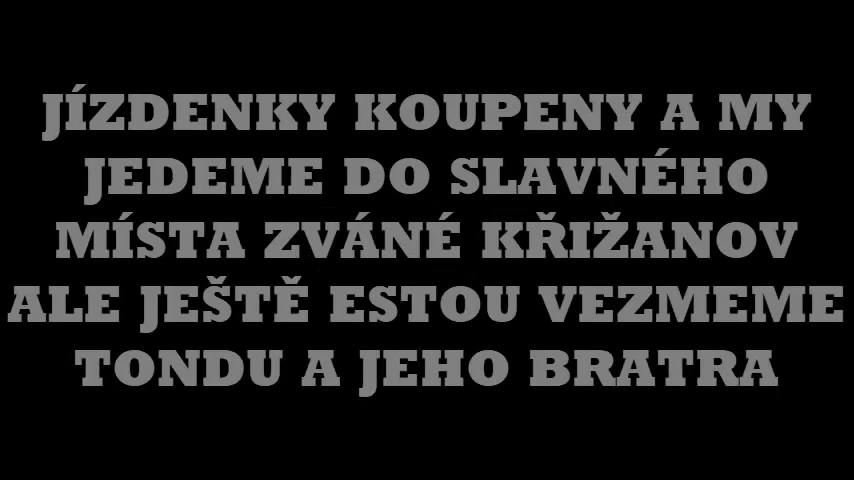 JÍZDENKY KOUPENY A MY
JEDEME DO SLAVNÉHO
MÍSTA ZVÁNÉ KŘIŽANOV
ALE JEŠTĚ ESTOU VEZMEME
TONDU A JEHO BRATRA